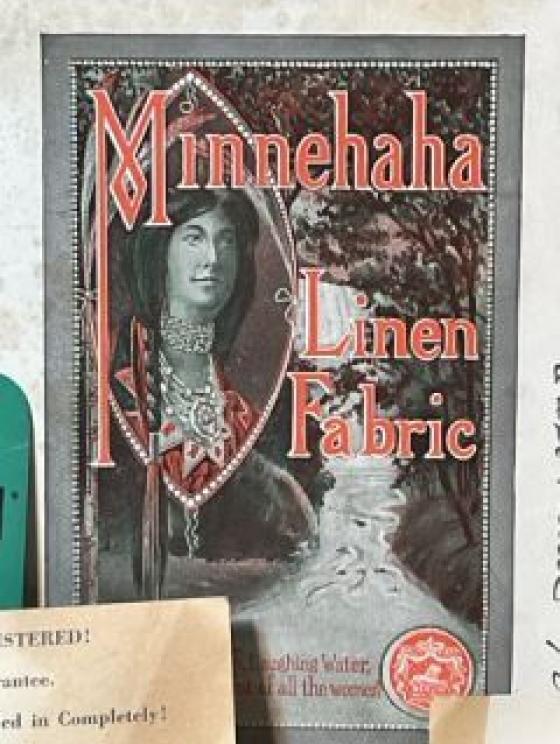 Minnehaha
Linen
Fabric
Laughing Water,
of all the women
ISTERED!
rantee.
ed in Completely!